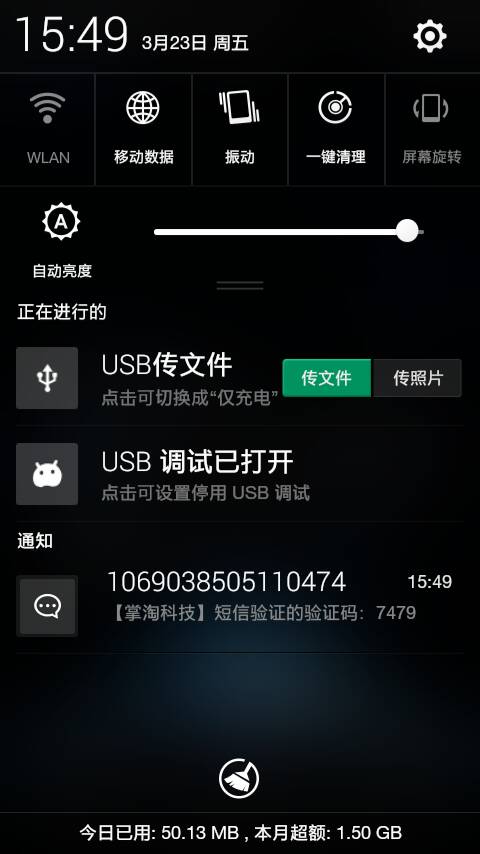 15:49 3月23日 周五
WLAN 移动数据 振动 一键清理 屏幕旋转
A
自动亮度
正在进行的
USB传文件
点击可切换成“仅充电”
传文件 传照片
USB 调试已打开
点击可设置停用 USB 调试
通知
1069038505110474 15:49
【掌淘科技】短信验证的验证码：7479
今日已用: 50.13 MB , 本月超额: 1.50 GB